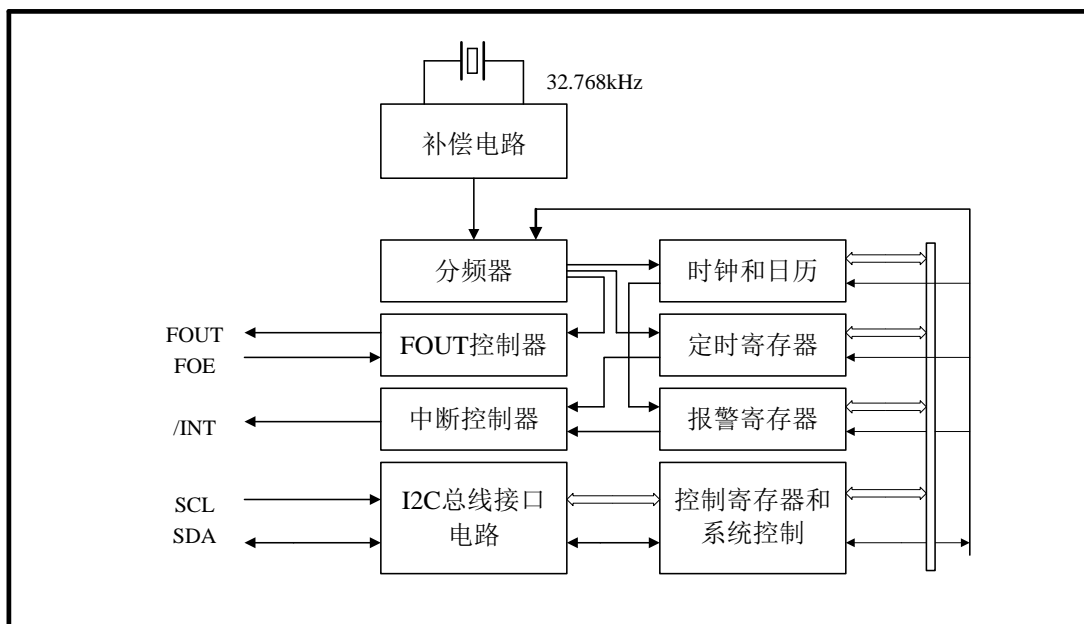 32.768kHz
补偿电路
分频器
时钟和日历
FOUT
FOE
FOUT控制器
定时寄存器
/INT
中断控制器
报警寄存器
SCL
SDA
I2C总线接口
电路
控制寄存器和
系统控制